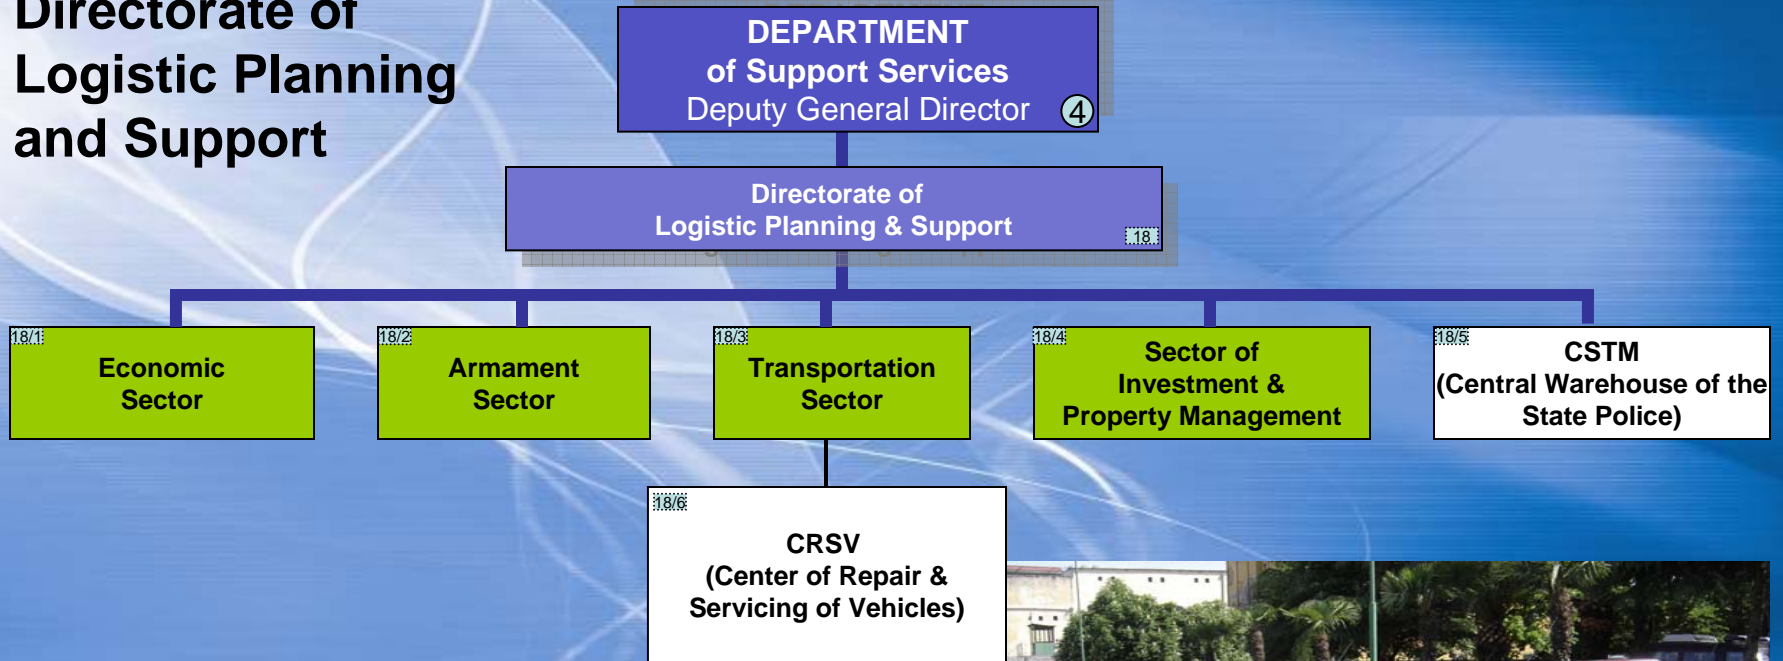 Directorate of
Logistic Planning
and Support
DEPARTMENT
of Support Services
Deputy General Director
4
Directorate of
Logistic Planning & Support
18
18/1
Economic
Sector
18/2
Armament
Sector
18/3
Transportation
Sector
18/4
Sector of
Investment &
Property Management
18/5
CSTM
(Central Warehouse of the
State Police)
18/6
CRSV
(Center of Repair &
Servicing of Vehicles)